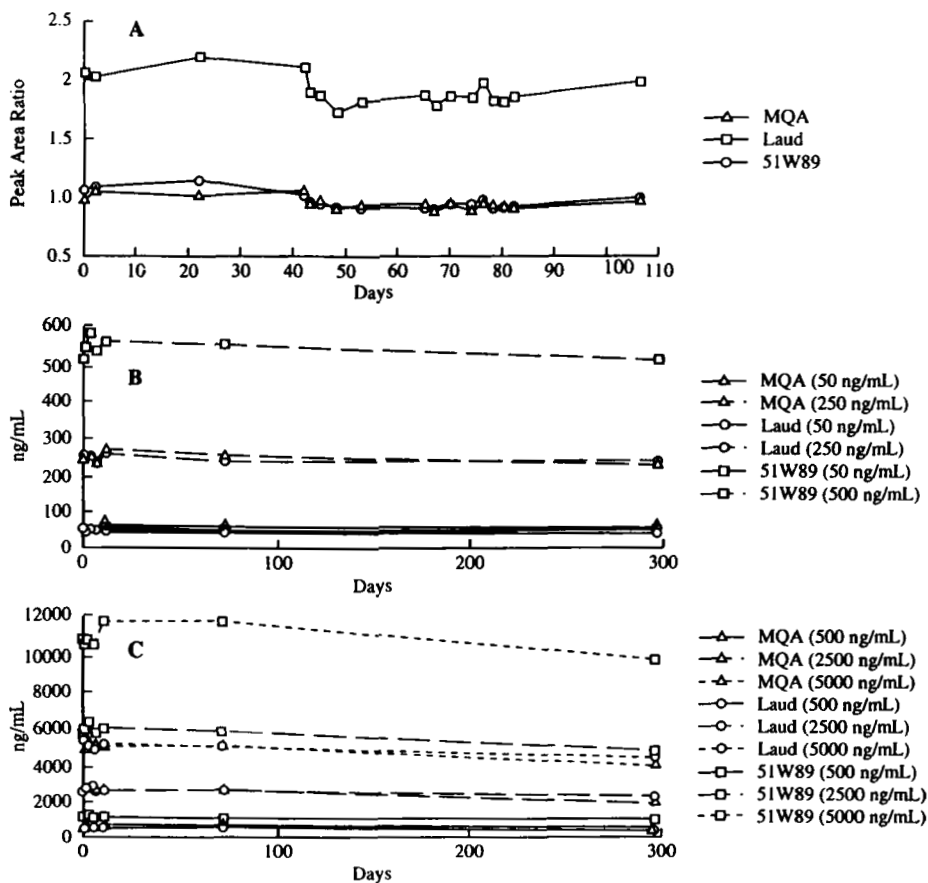 A
Peak Area Ratio
2.5
2
1.5
1.0
0.5
0 10 20 30 40 50 60 70 80 90 100 110
Days
MQA
Laud
51W89
B
ng/mL
600
500
400
300
200
100
0
0 100 200 300
Days
MQA (50 ng/mL)
MQA (250 ng/mL)
Laud (50 ng/mL)
Laud (250 ng/mL)
51W89 (50 ng/mL)
51W89 (500 ng/mL)
C
ng/mL
12000
10000
8000
6000
4000
2000
0
0 100 200 300
Days
MQA (500 ng/mL)
MQA (2500 ng/mL)
MQA (5000 ng/mL)
Laud (500 ng/mL)
Laud (2500 ng/mL)
Laud (5000 ng/mL)
51W89 (500 ng/mL)
51W89 (2500 ng/mL)
51W89 (5000 ng/mL)